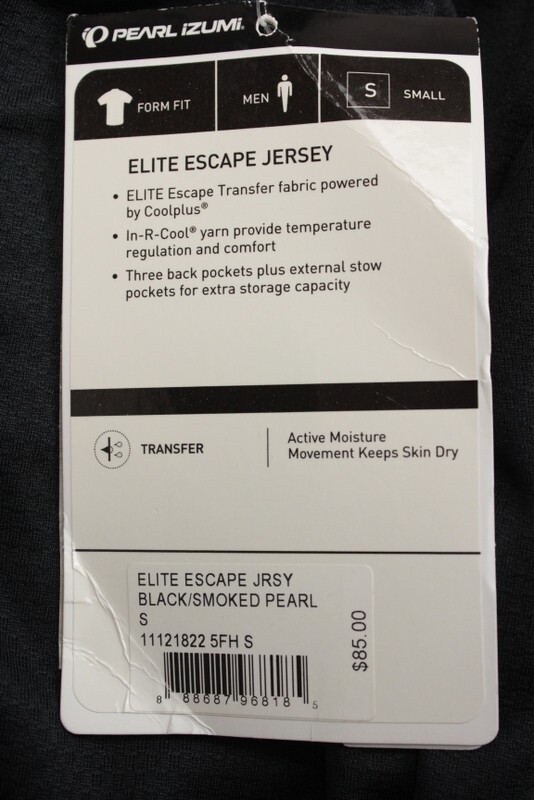 PEARL iZUMi.
FORM FIT
MEN
S
SMALL
ELITE ESCAPE JERSEY
• ELITE Escape Transfer fabric powered
by Coolplus®
• In-R-Cool® yarn provide temperature
regulation and comfort
• Three back pockets plus external stow
pockets for extra storage capacity
TRANSFER
Active Moisture
Movement Keeps Skin Dry
ELITE ESCAPE JRSY
BLACK/SMOKED PEARL
S
11121822 5FH S
$85.00
8 88687 96818 5